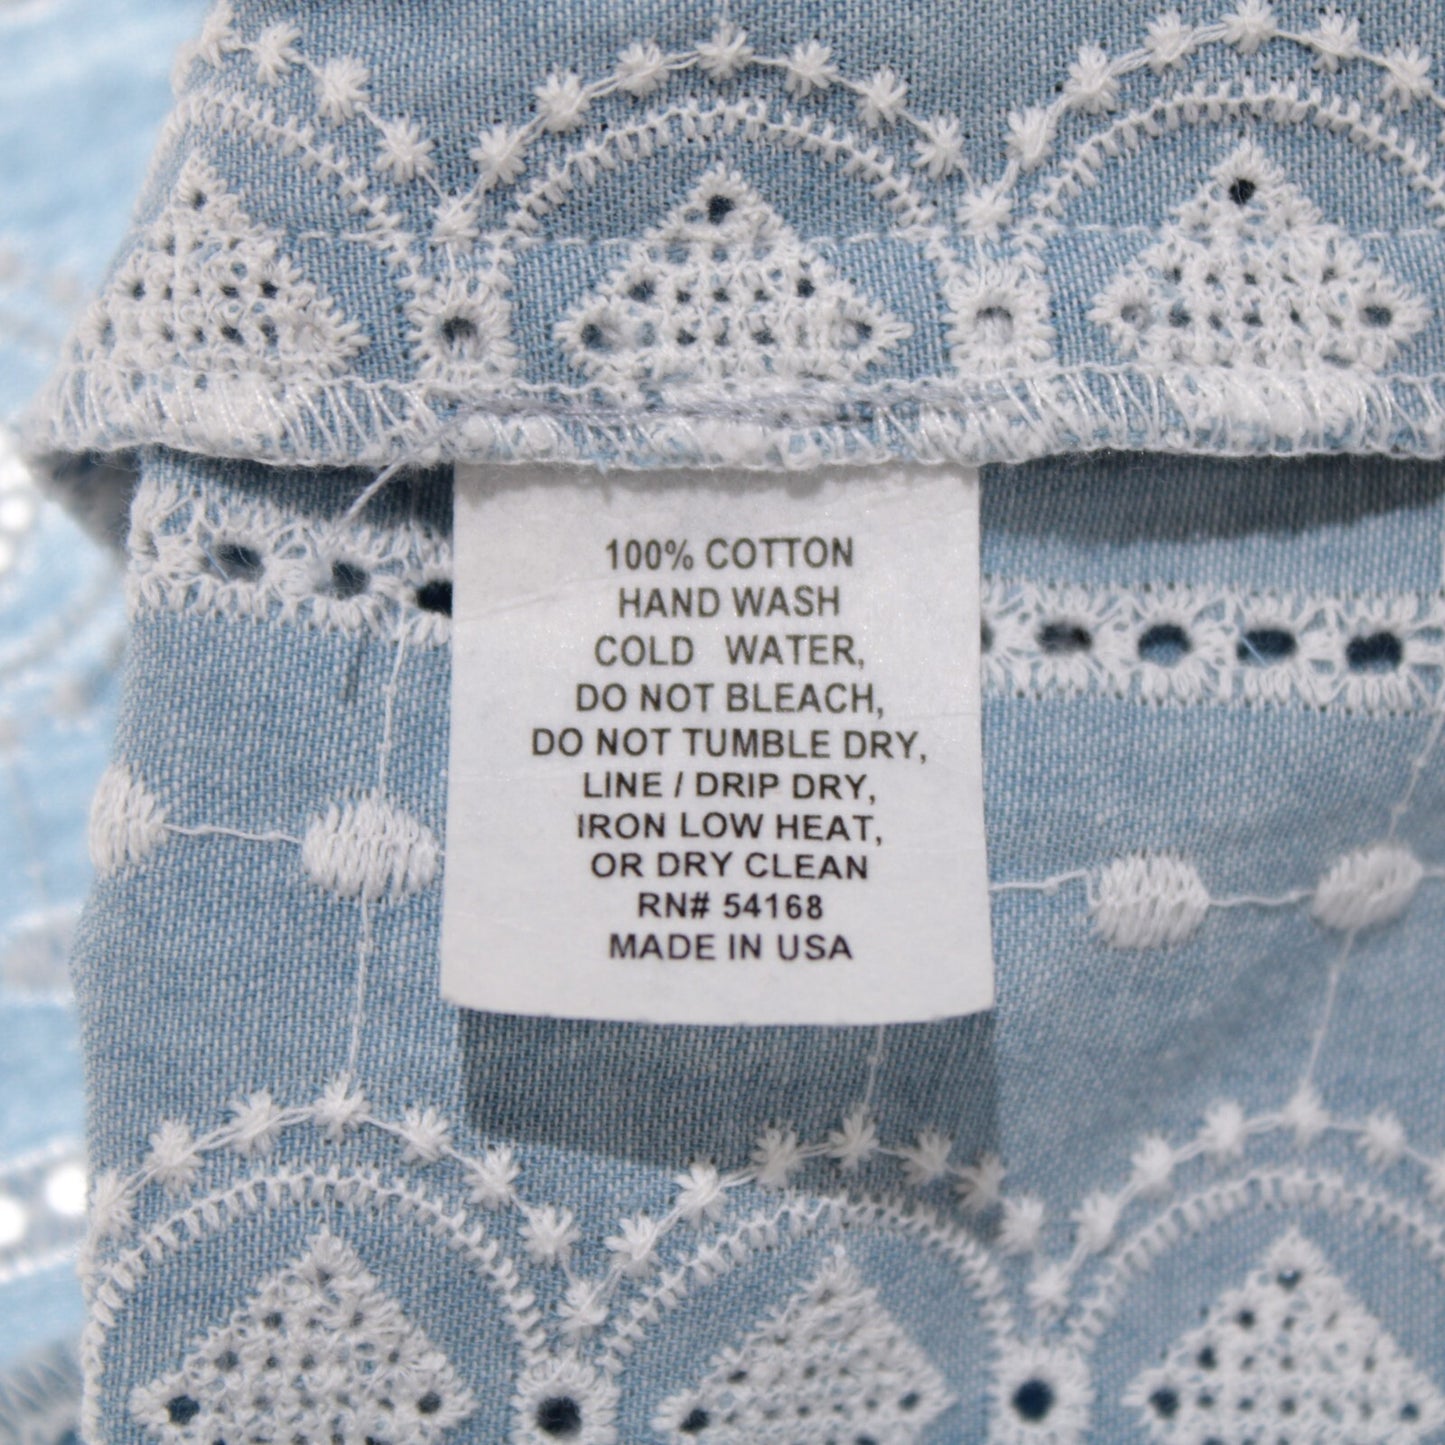 100% COTTON
HAND WASH
COLD WATER,
DO NOT BLEACH,
DO NOT TUMBLE DRY,
LINE / DRIP DRY,
IRON LOW HEAT,
OR DRY CLEAN
RN# 54168
MADE IN USA